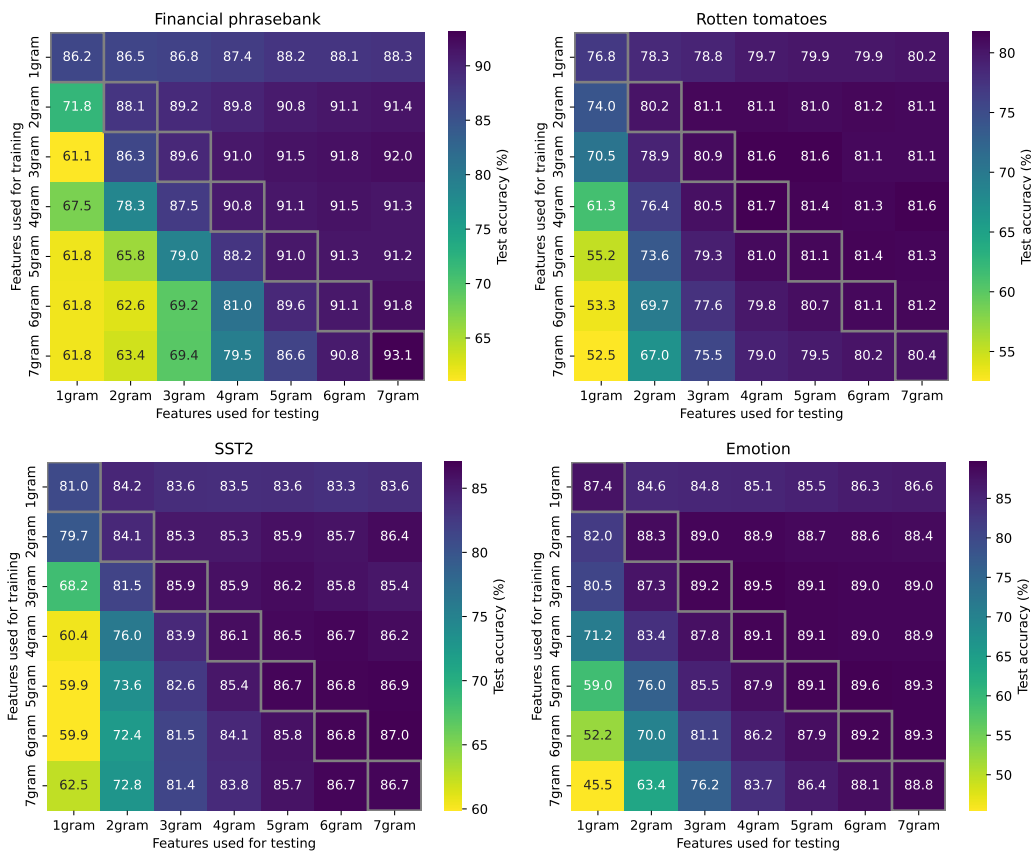 Financial phrasebank
1gram 86.2 86.5 86.8 87.4 88.2 88.1 88.3
2gram 71.8 88.1 89.2 89.8 90.8 91.1 91.4
3gram 61.1 86.3 89.6 91.0 91.5 91.8 92.0
4gram 67.5 78.3 87.5 90.8 91.1 91.5 91.3
5gram 61.8 65.8 79.0 88.2 91.0 91.3 91.2
6gram 61.8 62.6 69.2 81.0 89.6 91.1 91.8
7gram 61.8 63.4 69.4 79.5 86.6 90.8 93.1
1gram 2gram 3gram 4gram 5gram 6gram 7gram
Features used for testing
Features used for training
90
85
80
75
70
65
Test accuracy (%)
Rotten tomatoes
1gram 76.8 78.3 78.8 79.7 79.9 79.9 80.2
2gram 74.0 80.2 81.1 81.1 81.0 81.2 81.1
3gram 70.5 78.9 80.9 81.6 81.6 81.1 81.1
4gram 61.3 76.4 80.5 81.7 81.4 81.3 81.6
5gram 55.2 73.6 79.3 81.0 81.1 81.4 81.3
6gram 53.3 69.7 77.6 79.8 80.7 81.1 81.2
7gram 52.5 67.0 75.5 79.0 79.5 80.2 80.4
1gram 2gram 3gram 4gram 5gram 6gram 7gram
Features used for testing
Features used for training
80
75
70
65
60
55
Test accuracy (%)
SST2
1gram 81.0 84.2 83.6 83.5 83.6 83.3 83.6
2gram 79.7 84.1 85.3 85.3 85.9 85.7 86.4
3gram 68.2 81.5 85.9 85.9 86.2 85.8 85.4
4gram 60.4 76.0 83.9 86.1 86.5 86.7 86.2
5gram 59.9 73.6 82.6 85.4 86.7 86.8 86.9
6gram 59.9 72.4 81.5 84.1 85.8 86.8 87.0
7gram 62.5 72.8 81.4 83.8 85.7 86.7 86.7
1gram 2gram 3gram 4gram 5gram 6gram 7gram
Features used for testing
Features used for training
85
80
75
70
65
60
Test accuracy (%)
Emotion
1gram 87.4 84.6 84.8 85.1 85.5 86.3 86.6
2gram 82.0 88.3 89.0 88.9 88.7 88.6 88.4
3gram 80.5 87.3 89.2 89.5 89.1 89.0 89.0
4gram 71.2 83.4 87.8 89.1 89.1 89.0 88.9
5gram 59.0 76.0 85.5 87.9 89.1 89.6 89.3
6gram 52.2 70.0 81.1 86.2 87.9 89.2 89.3
7gram 45.5 63.4 76.2 83.7 86.4 88.1 88.8
1gram 2gram 3gram 4gram 5gram 6gram 7gram
Features used for testing
Features used for training
85
80
75
70
65
60
55
50
Test accuracy (%)